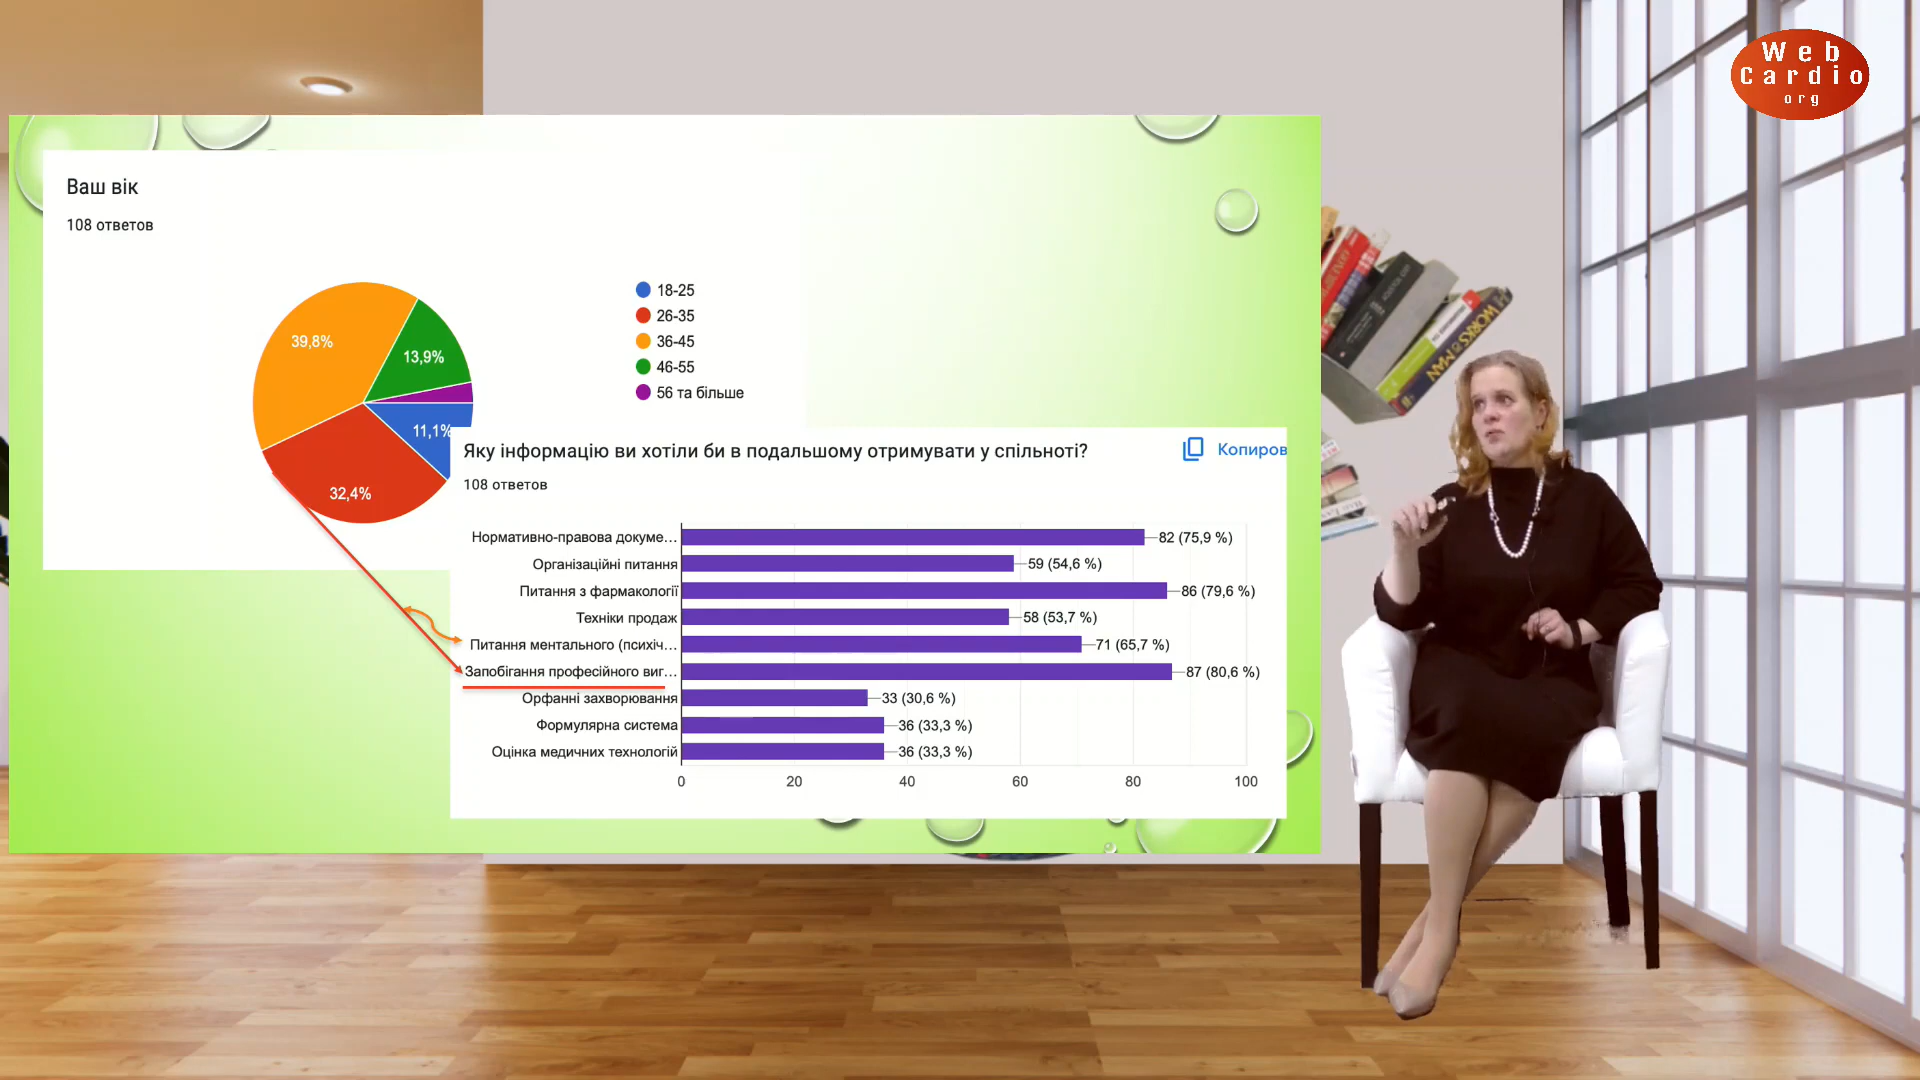 Web
Cardio
org
Ваш вік
108 ответов
39,8%
13,9%
11,1%
32,4%
18-25
26-35
36-45
46-55
56 та більше
Яку інформацію ви хотіли би в подальшому отримувати у спільноті?
Копиров
108 ответов
Нормативно-правова докуме... 82 (75,9 %)
Організаційні питання 59 (54,6 %)
Питання з фармакології 86 (79,6 %)
Техніки продаж 58 (53,7 %)
Питання ментального (психіч... 71 (65,7 %)
Запобігання професійного виг... 87 (80,6 %)
Орфанні захворювання 33 (30,6 %)
Формулярна система 36 (33,3 %)
Оцінка медичних технологій 36 (33,3 %)
0 20 40 60 80 100
WORKS
MAN